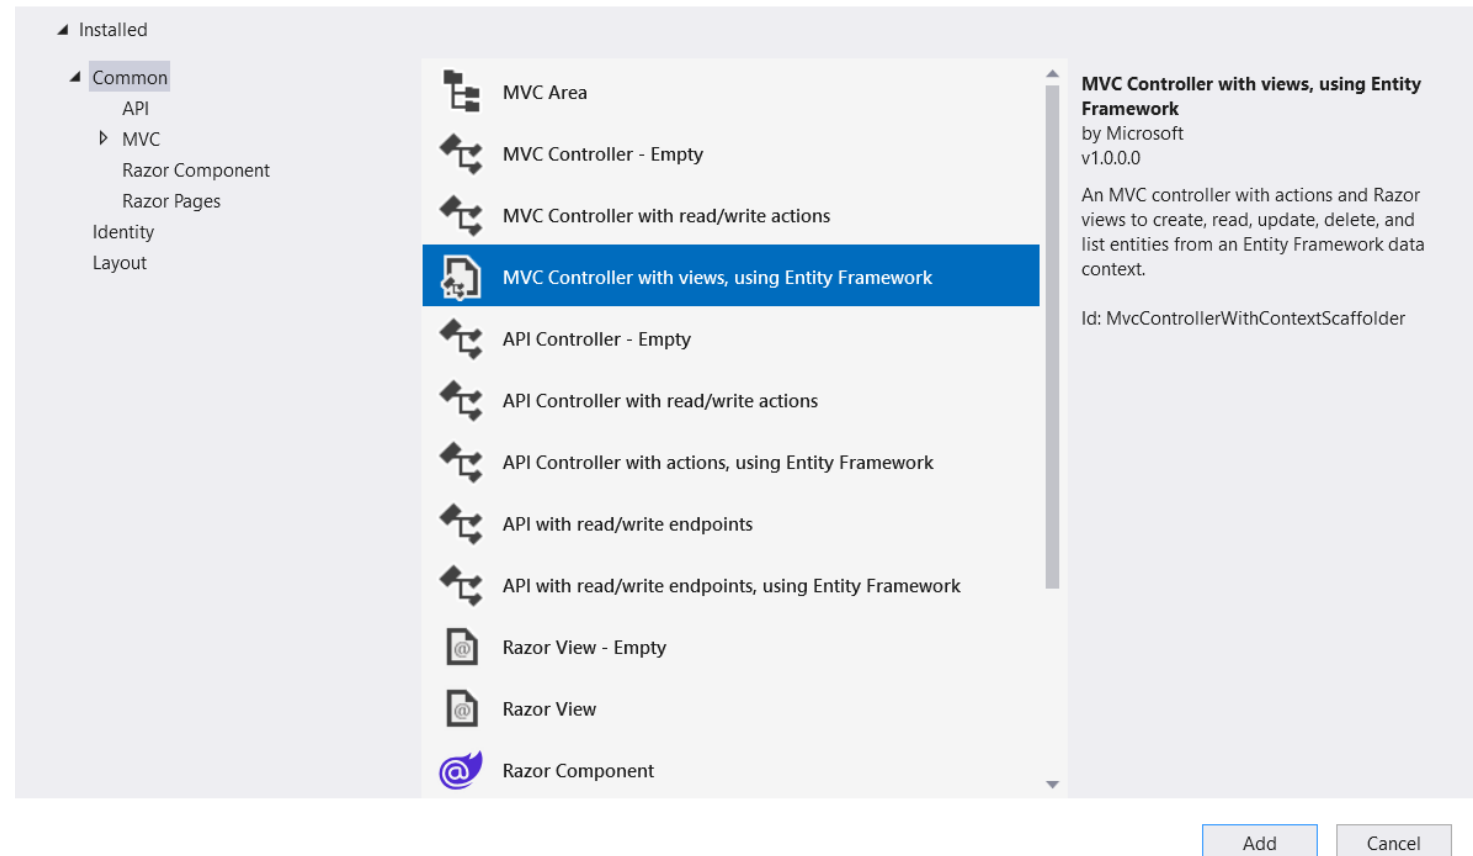 Installed
Common
API
MVC
Razor Component
Razor Pages
Identity
Layout
MVC Area
MVC Controller - Empty
MVC Controller with read/write actions
MVC Controller with views, using Entity Framework
API Controller - Empty
API Controller with read/write actions
API Controller with actions, using Entity Framework
API with read/write endpoints
API with read/write endpoints, using Entity Framework
Razor View - Empty
Razor View
Razor Component
MVC Controller with views, using Entity
Framework
by Microsoft
v1.0.0.0
An MVC controller with actions and Razor
views to create, read, update, delete, and
list entities from an Entity Framework data
context.
Id: MvcControllerWithContextScaffolder
Add
Cancel